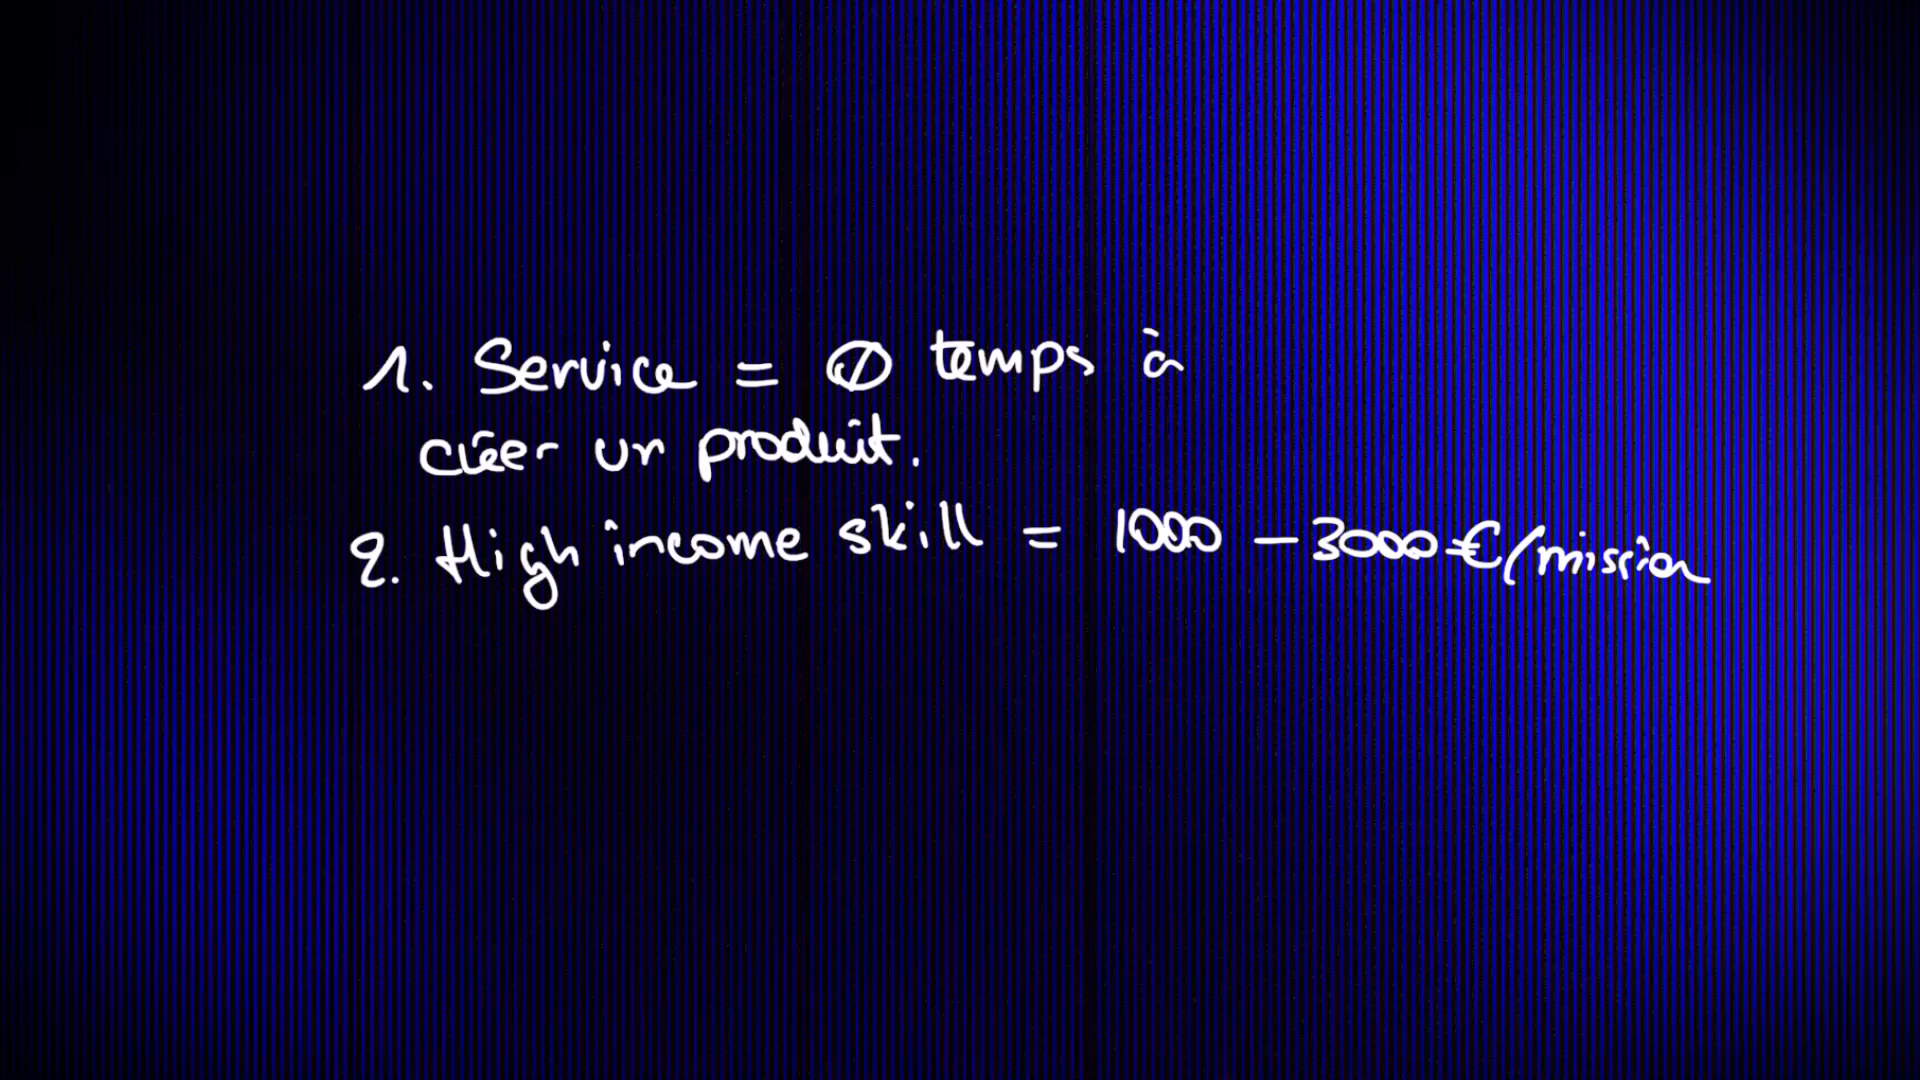 1. Service = Ø temps à
créer un produit.
2. High income skill = 1000 - 3000 €/mission